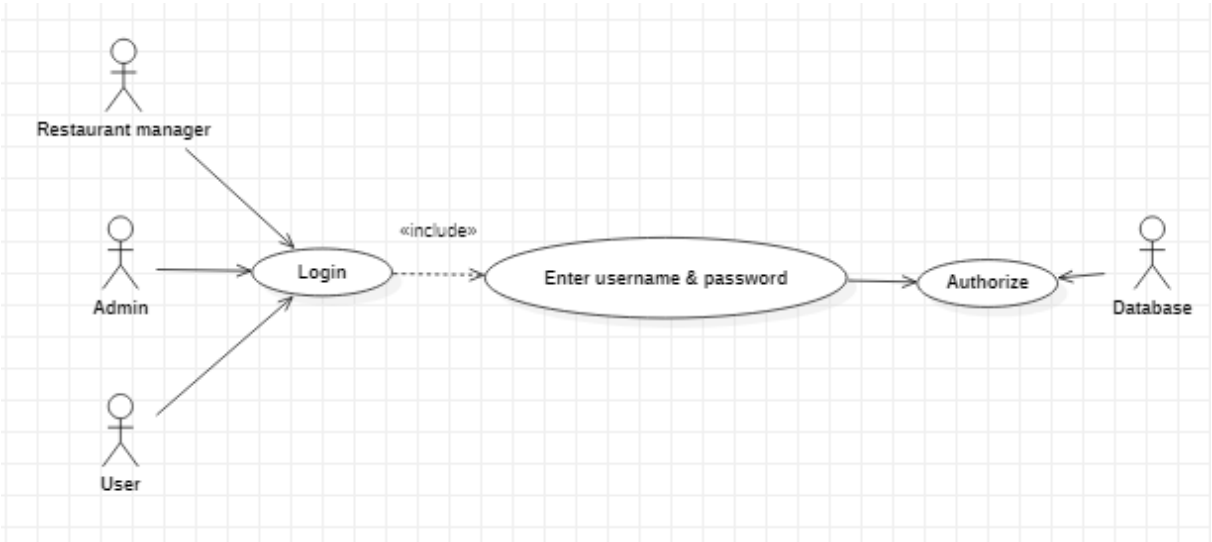 Restaurant manager
«include»
Login
Enter username & password
Authorize
Admin
Database
User